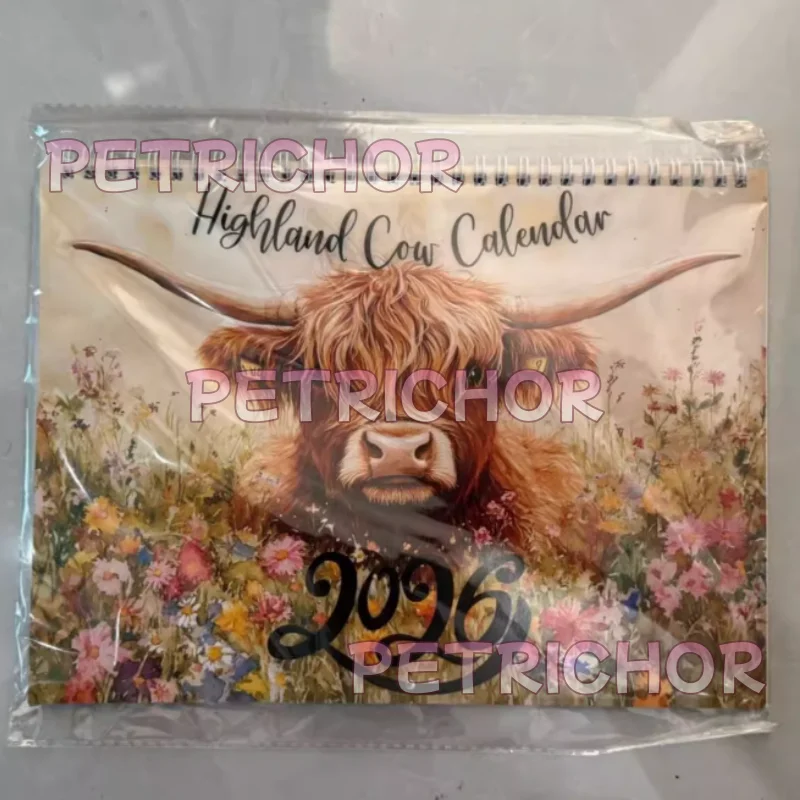 PETRICHOR
Highland Cow Calendar
PETRICHOR
2026
PETRICHOR